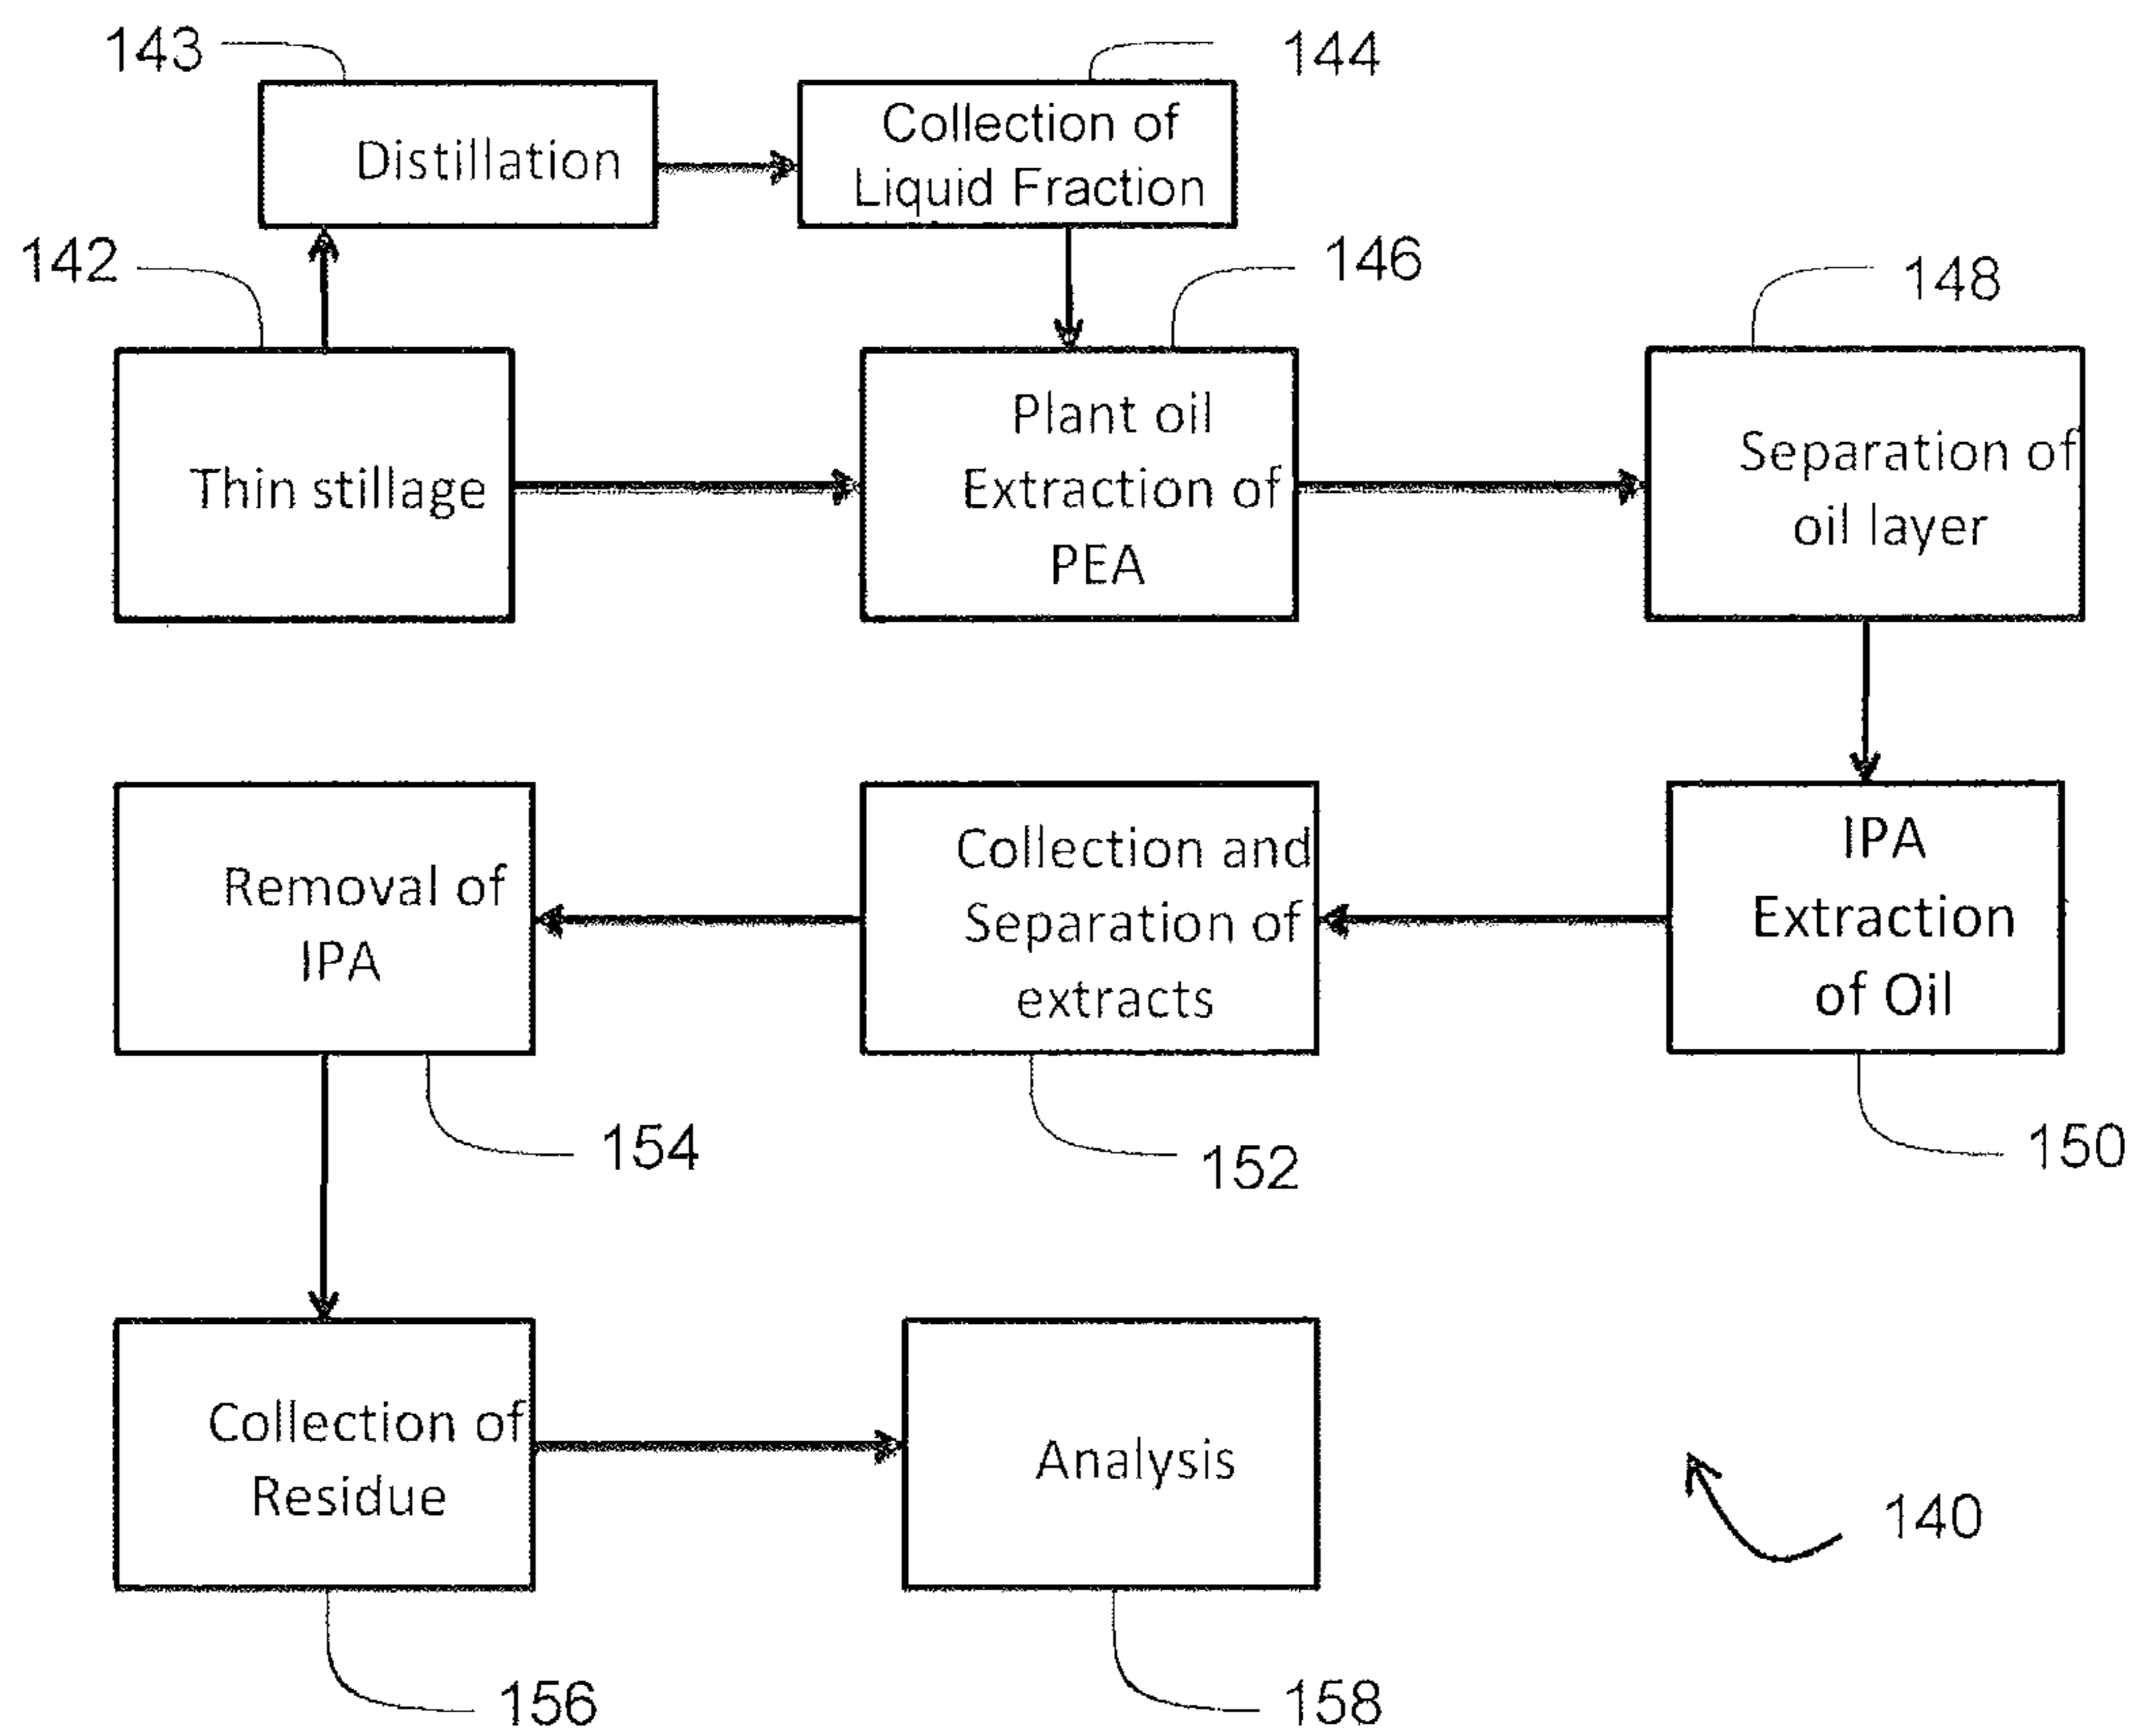 143
144
Distillation
Collection of
Liquid Fraction
142
146
148
Thin stillage
Plant oil
Extraction of
PEA
Separation of
oil layer
Removal of
IPA
Collection and
Separation of
extracts
IPA
Extraction
of Oil
154
152
150
Collection of
Residue
Analysis
140
156
158